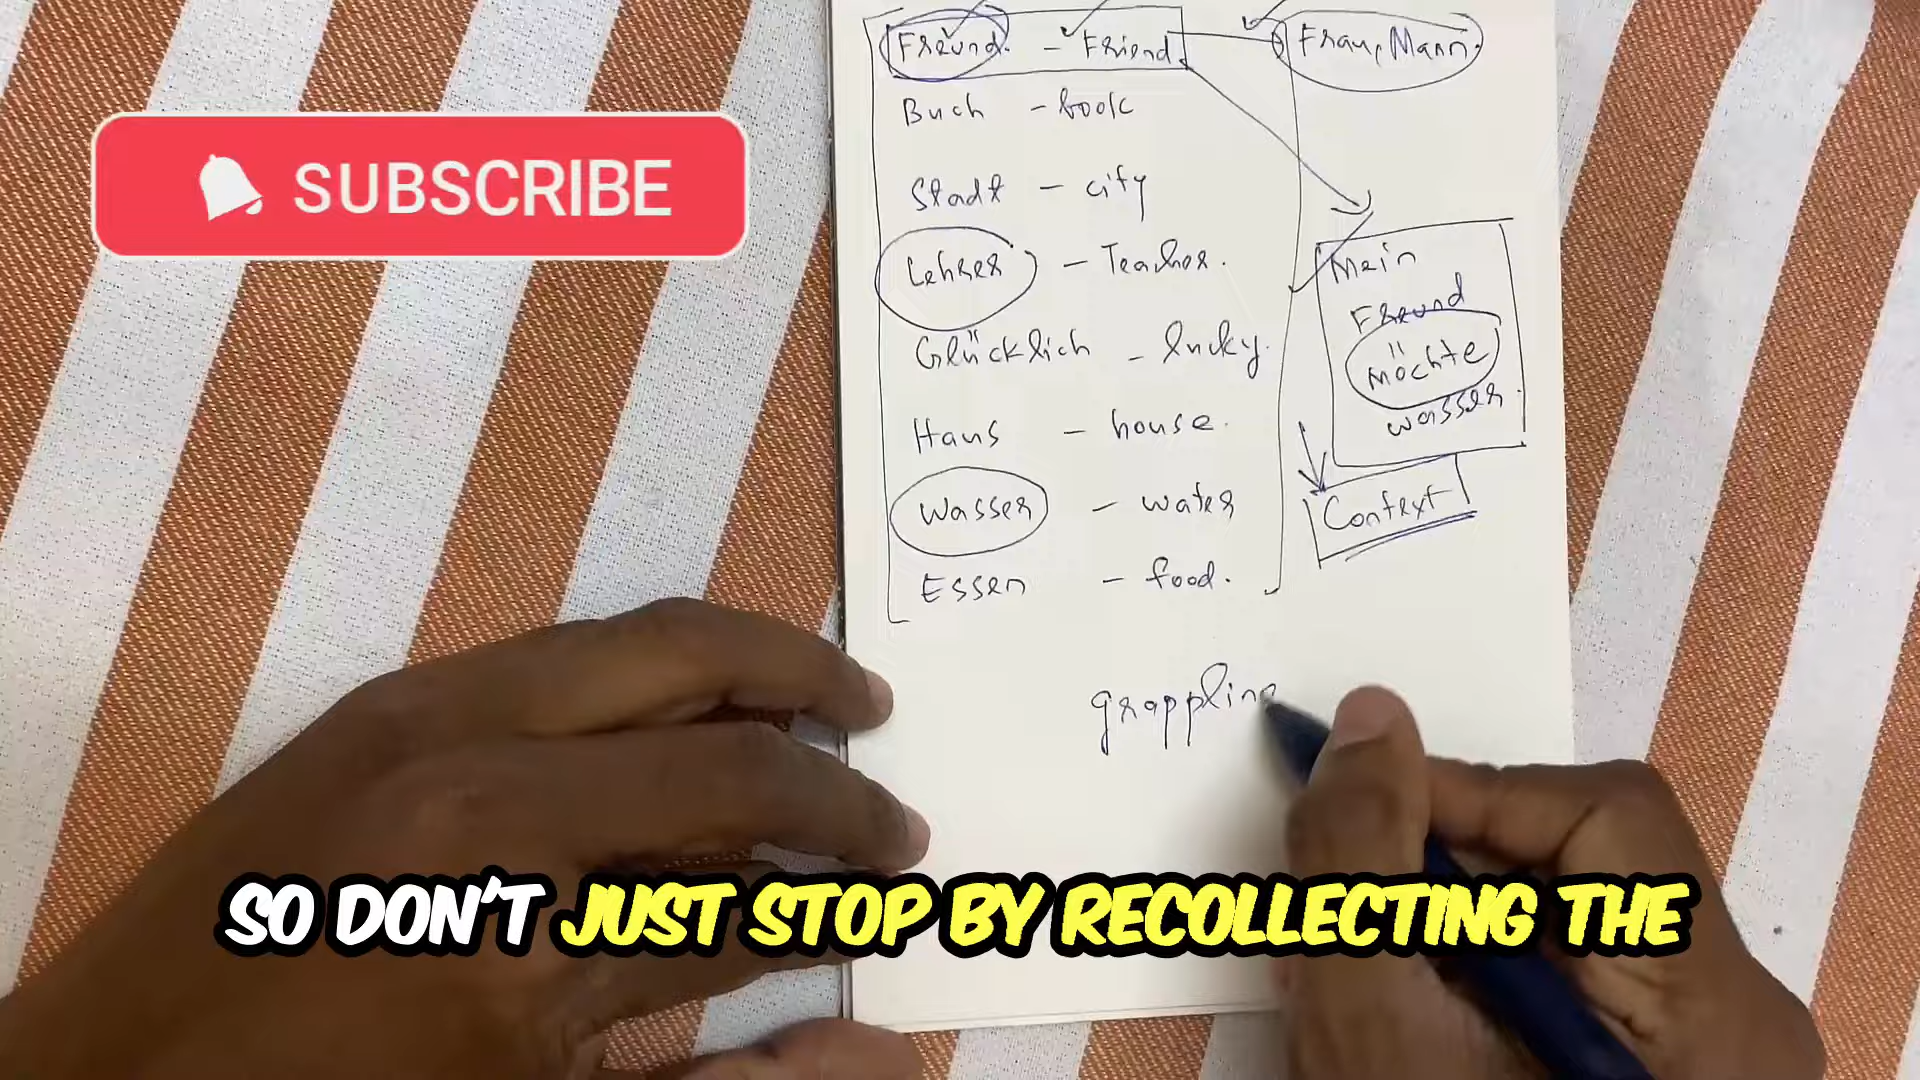 Freund. - Friend
Frau, Mann.
Buch - book
SUBSCRIBE
Stadt - city
Lehrer - Teacher.
Mein
Freund
möchte
wasser.
Glücklich - lucky.
Haus - house.
Wasser - water
Context
Essen - food.
grappling
SO DON'T JUST STOP BY RECOLLECTING THE